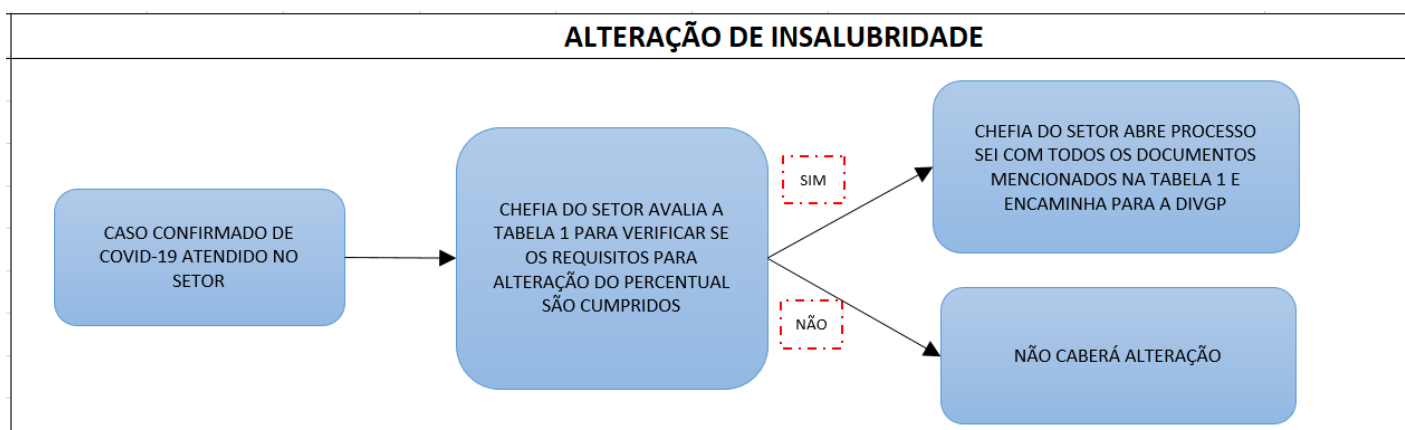 ALTERAÇÃO DE INSALUBRIDADE
CASO CONFIRMADO DE
COVID-19 ATENDIDO NO
SETOR
CHEFIA DO SETOR AVALIA A
TABELA 1 PARA VERIFICAR SE
OS REQUISITOS PARA
ALTERAÇÃO DO PERCENTUAL
SÃO CUMPRIDOS
SIM
CHEFIA DO SETOR ABRE PROCESSO
SEI COM TODOS OS DOCUMENTOS
MENCIONADOS NA TABELA 1 E
ENCAMINHA PARA A DIVGP
NÃO
NÃO CABERÁ ALTERAÇÃO